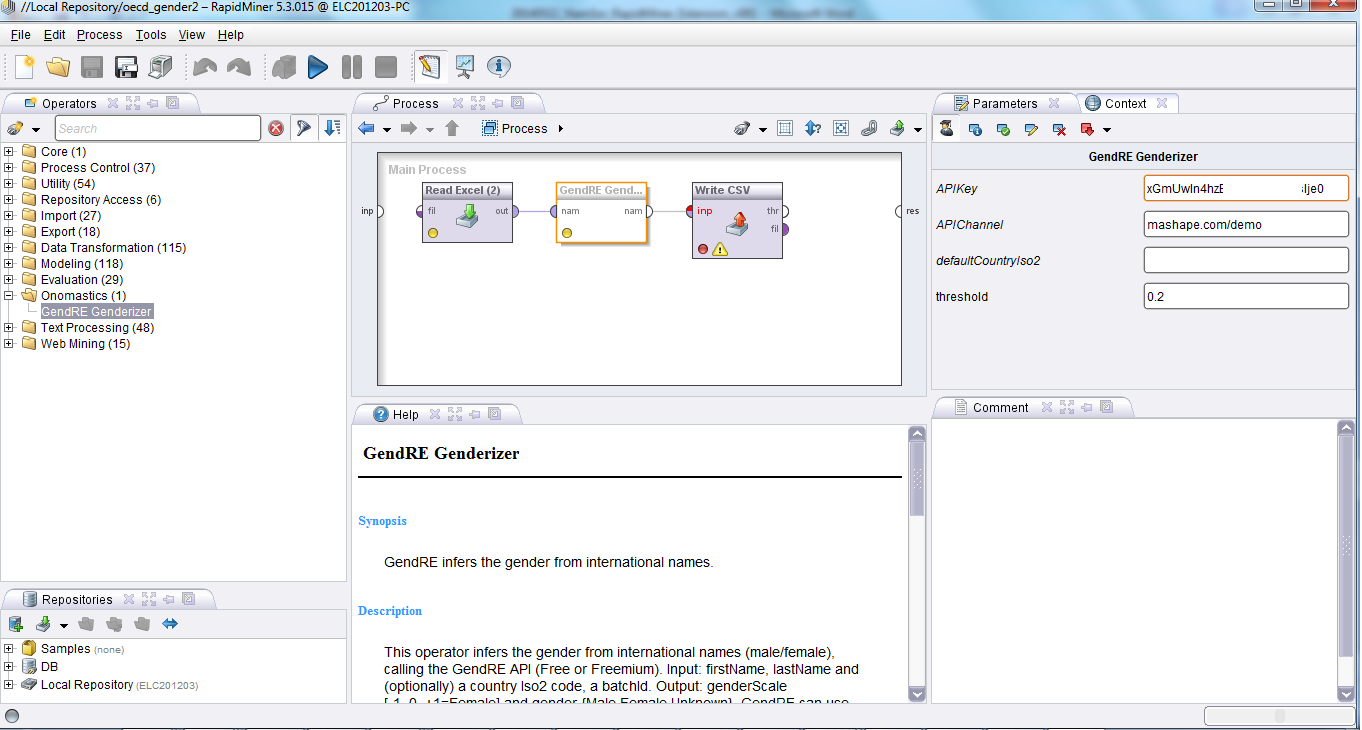 //Local Repository/oecd_gender2 – RapidMiner 5.3.015 @ ELC201203-PC
File Edit Process Tools View Help
Operators
Search
Core (1)
Process Control (37)
Utility (54)
Repository Access (6)
Import (27)
Export (18)
Data Transformation (115)
Modeling (118)
Evaluation (29)
Onomastics (1)
GendRE Genderizer
Text Processing (48)
Web Mining (15)
Repositories
Samples (none)
DB
Local Repository (ELC201203)
Process
Process
Main Process
inp
Read Excel (2)
fil out
GendRE Gend...
nam nam
Write CSV
inp thr
fil
res
Help
GendRE Genderizer
Synopsis
GendRE infers the gender from international names.
Description
This operator infers the gender from international names (male/female),
calling the GendRE API (Free or Freemium). Input: firstName, lastName and
(optionally) a country Iso2 code, a batchId. Output: genderScale
Parameters Context
GendRE Genderizer
APIKey
APIChannel mashape.com/demo
defaultCountryIso2
threshold 0.2
Comment